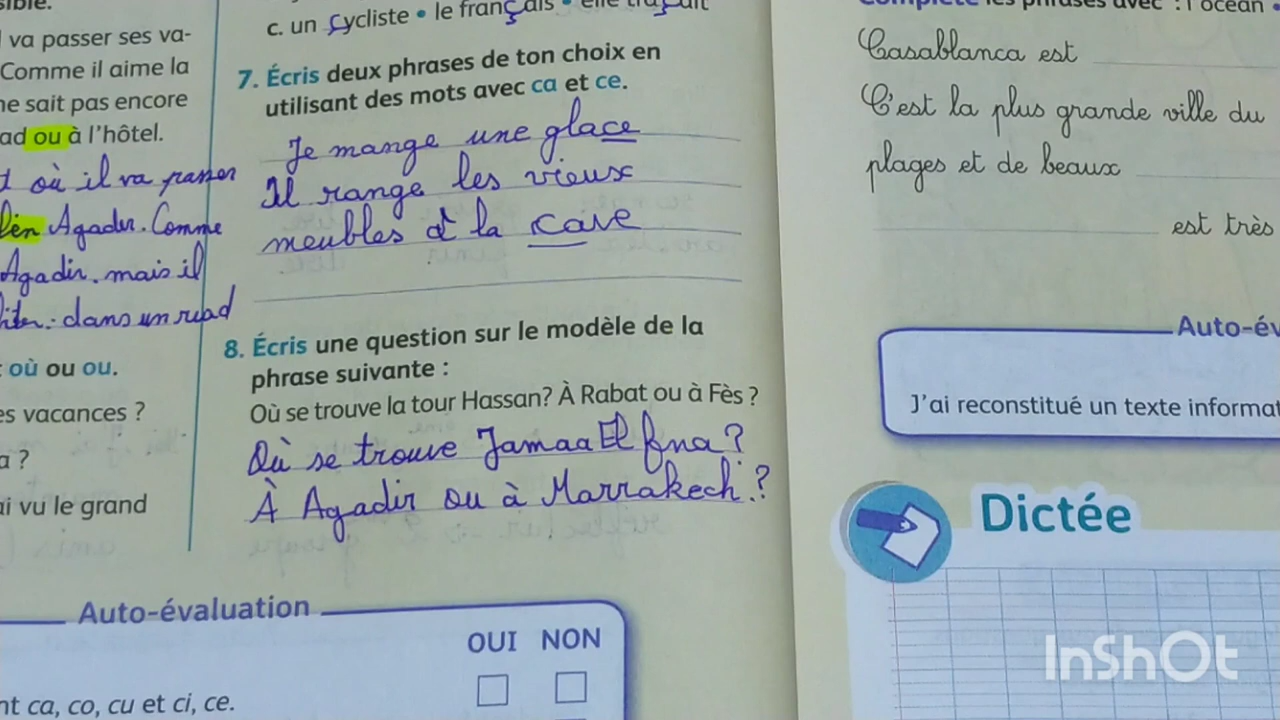 va passer ses va-
Comme il aime la
ne sait pas encore
ad ou à l'hôtel.
où il va passer
Agadir. Comme
Agadir. mais il
dans un riad
où ou ou.
es vacances ?
a ?
ai vu le grand
c. un çycliste • le français •
7. Écris deux phrases de ton choix en
utilisant des mots avec ca et ce.
Je mange une glace
Il range les vieux
meubles à la cave
8. Écris une question sur le modèle de la
phrase suivante :
Où se trouve la tour Hassan? À Rabat ou à Fès ?
Où se trouve Jamaa El fna ?
À Agadir ou à Marrakech ?
Auto-évaluation
OUI NON
nt ca, co, cu et ci, ce.
les phrases avec : l'océan •
Casablanca est
C'est la plus grande ville du
plages et de beaux
est très
Auto-év
J'ai reconstitué un texte informat
Dictée
InShOt